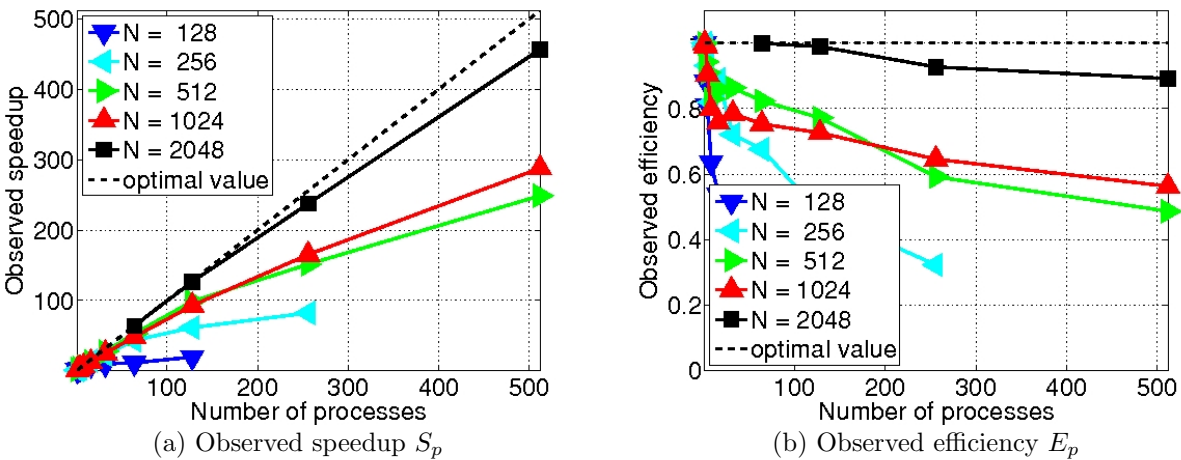 500
400
300
200
100
Observed speedup
N = 128
N = 256
N = 512
N = 1024
N = 2048
optimal value
100 200 300 400 500
Number of processes
(a) Observed speedup Sp
0.8
0.6
0.4
0.2
0
Observed efficiency
N = 128
N = 256
N = 512
N = 1024
N = 2048
optimal value
100 200 300 400 500
Number of processes
(b) Observed efficiency Ep